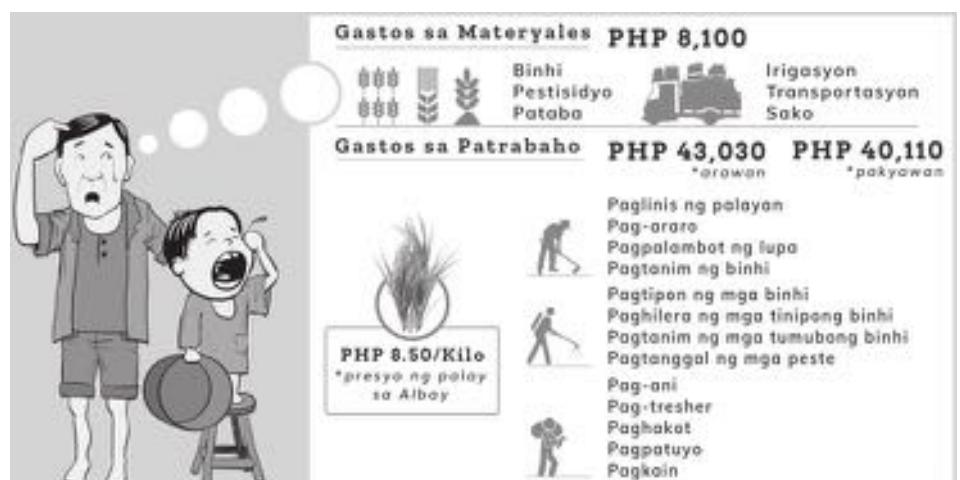 Gastos sa Materyales PHP 8,100
Binhi
Pestisidyo
Pataba
Irigasyon
Transportasyon
Sako
Gastos sa Patrabaho PHP 43,030 PHP 40,110
*arawan *pakyawan
Paglinis ng palayan
Pag-araro
Pagpalambot ng lupa
Pagtanim ng binhi
Pagtipon ng mga binhi
Paghilera ng mga tinipong binhi
Pagtanim ng mga tumubong binhi
Pagtanggal ng mga peste
PHP 8.50/Kilo
*presyo ng palay
sa Albay
Pag-ani
Pag-tresher
Paghakot
Pagpatuyo
Pagkain